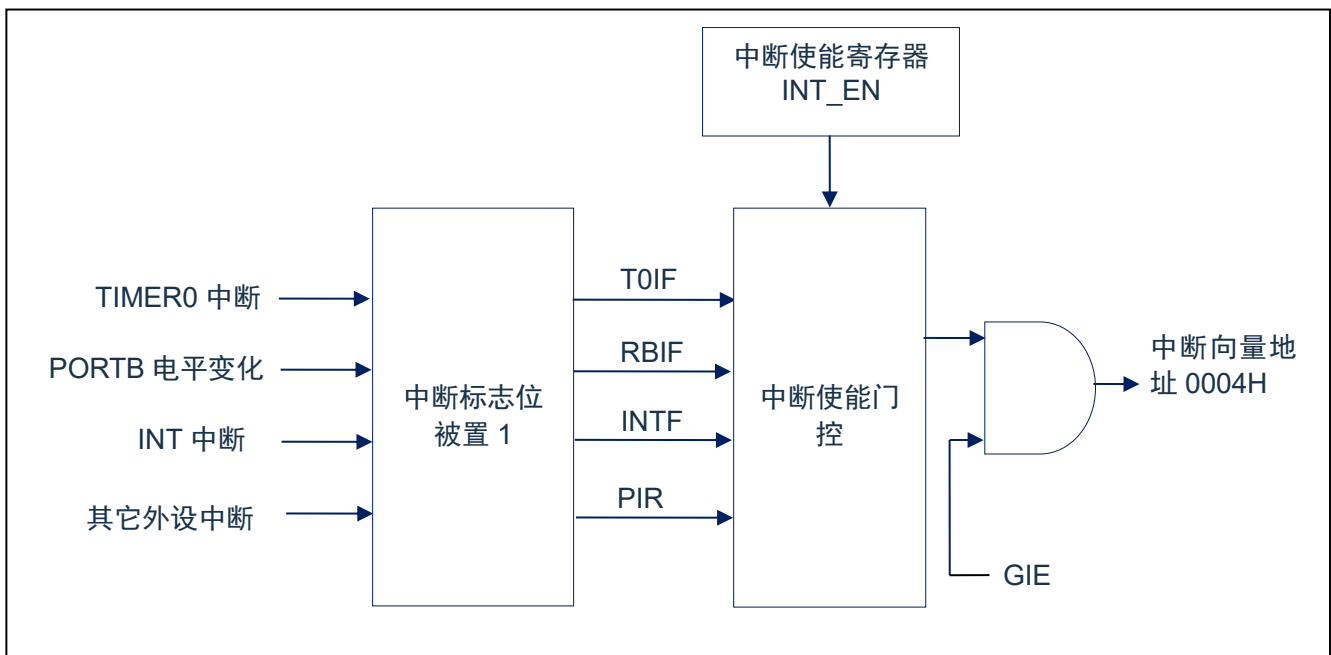 中断使能寄存器
INT_EN
TIMER0 中断
PORTB 电平变化
INT 中断
其它外设中断
中断标志位
被置 1
T0IF
RBIF
INTF
PIR
中断使能门
控
GIE
中断向量地
址 0004H